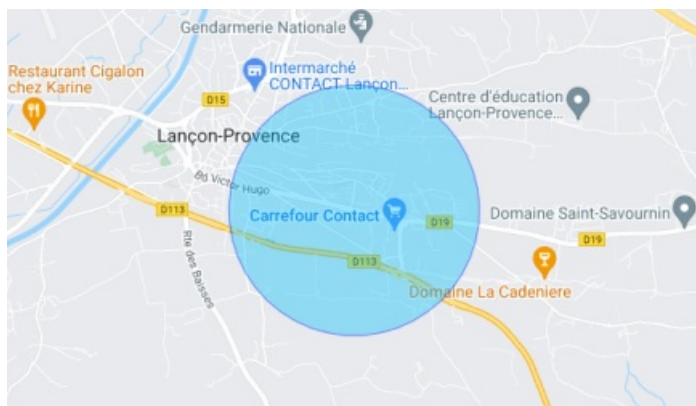 Gendarmerie Nationale
Restaurant Cigalon
chez Karine
Intermarché
CONTACT Lançon...
D15
Centre d'éducation
Lançon-Provence...
Lançon-Provence
Bd Victor Hugo
D113
Carrefour Contact
D19
Domaine Saint-Savournin
D19
Rte des Baisses
D113
Domaine La Cadeniere